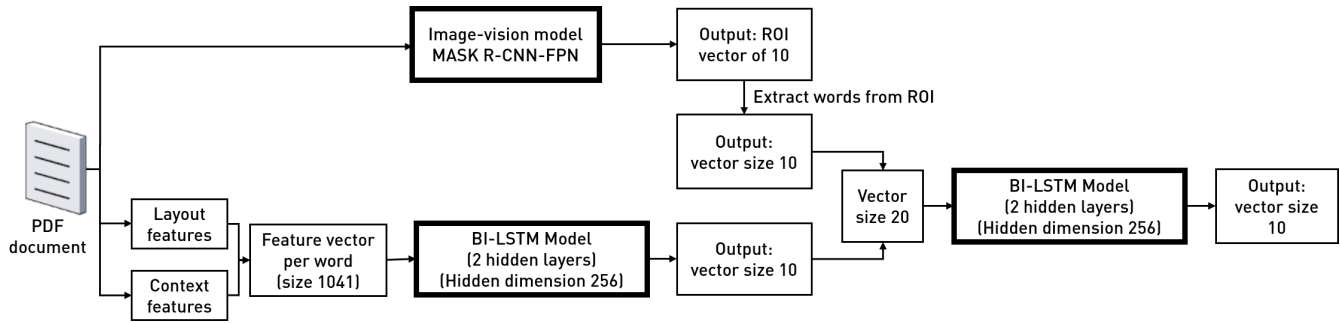 Image-vision model
MASK R-CNN-FPN
Output: ROI
vector of 10
Extract words from ROI
Output:
vector size 10
PDF
document
Layout
features
Context
features
Feature vector
per word
(size 1041)
BI-LSTM Model
(2 hidden layers)
(Hidden dimension 256)
Output:
vector size 10
Vector
size 20
BI-LSTM Model
(2 hidden layers)
(Hidden dimension 256)
Output:
vector size
10